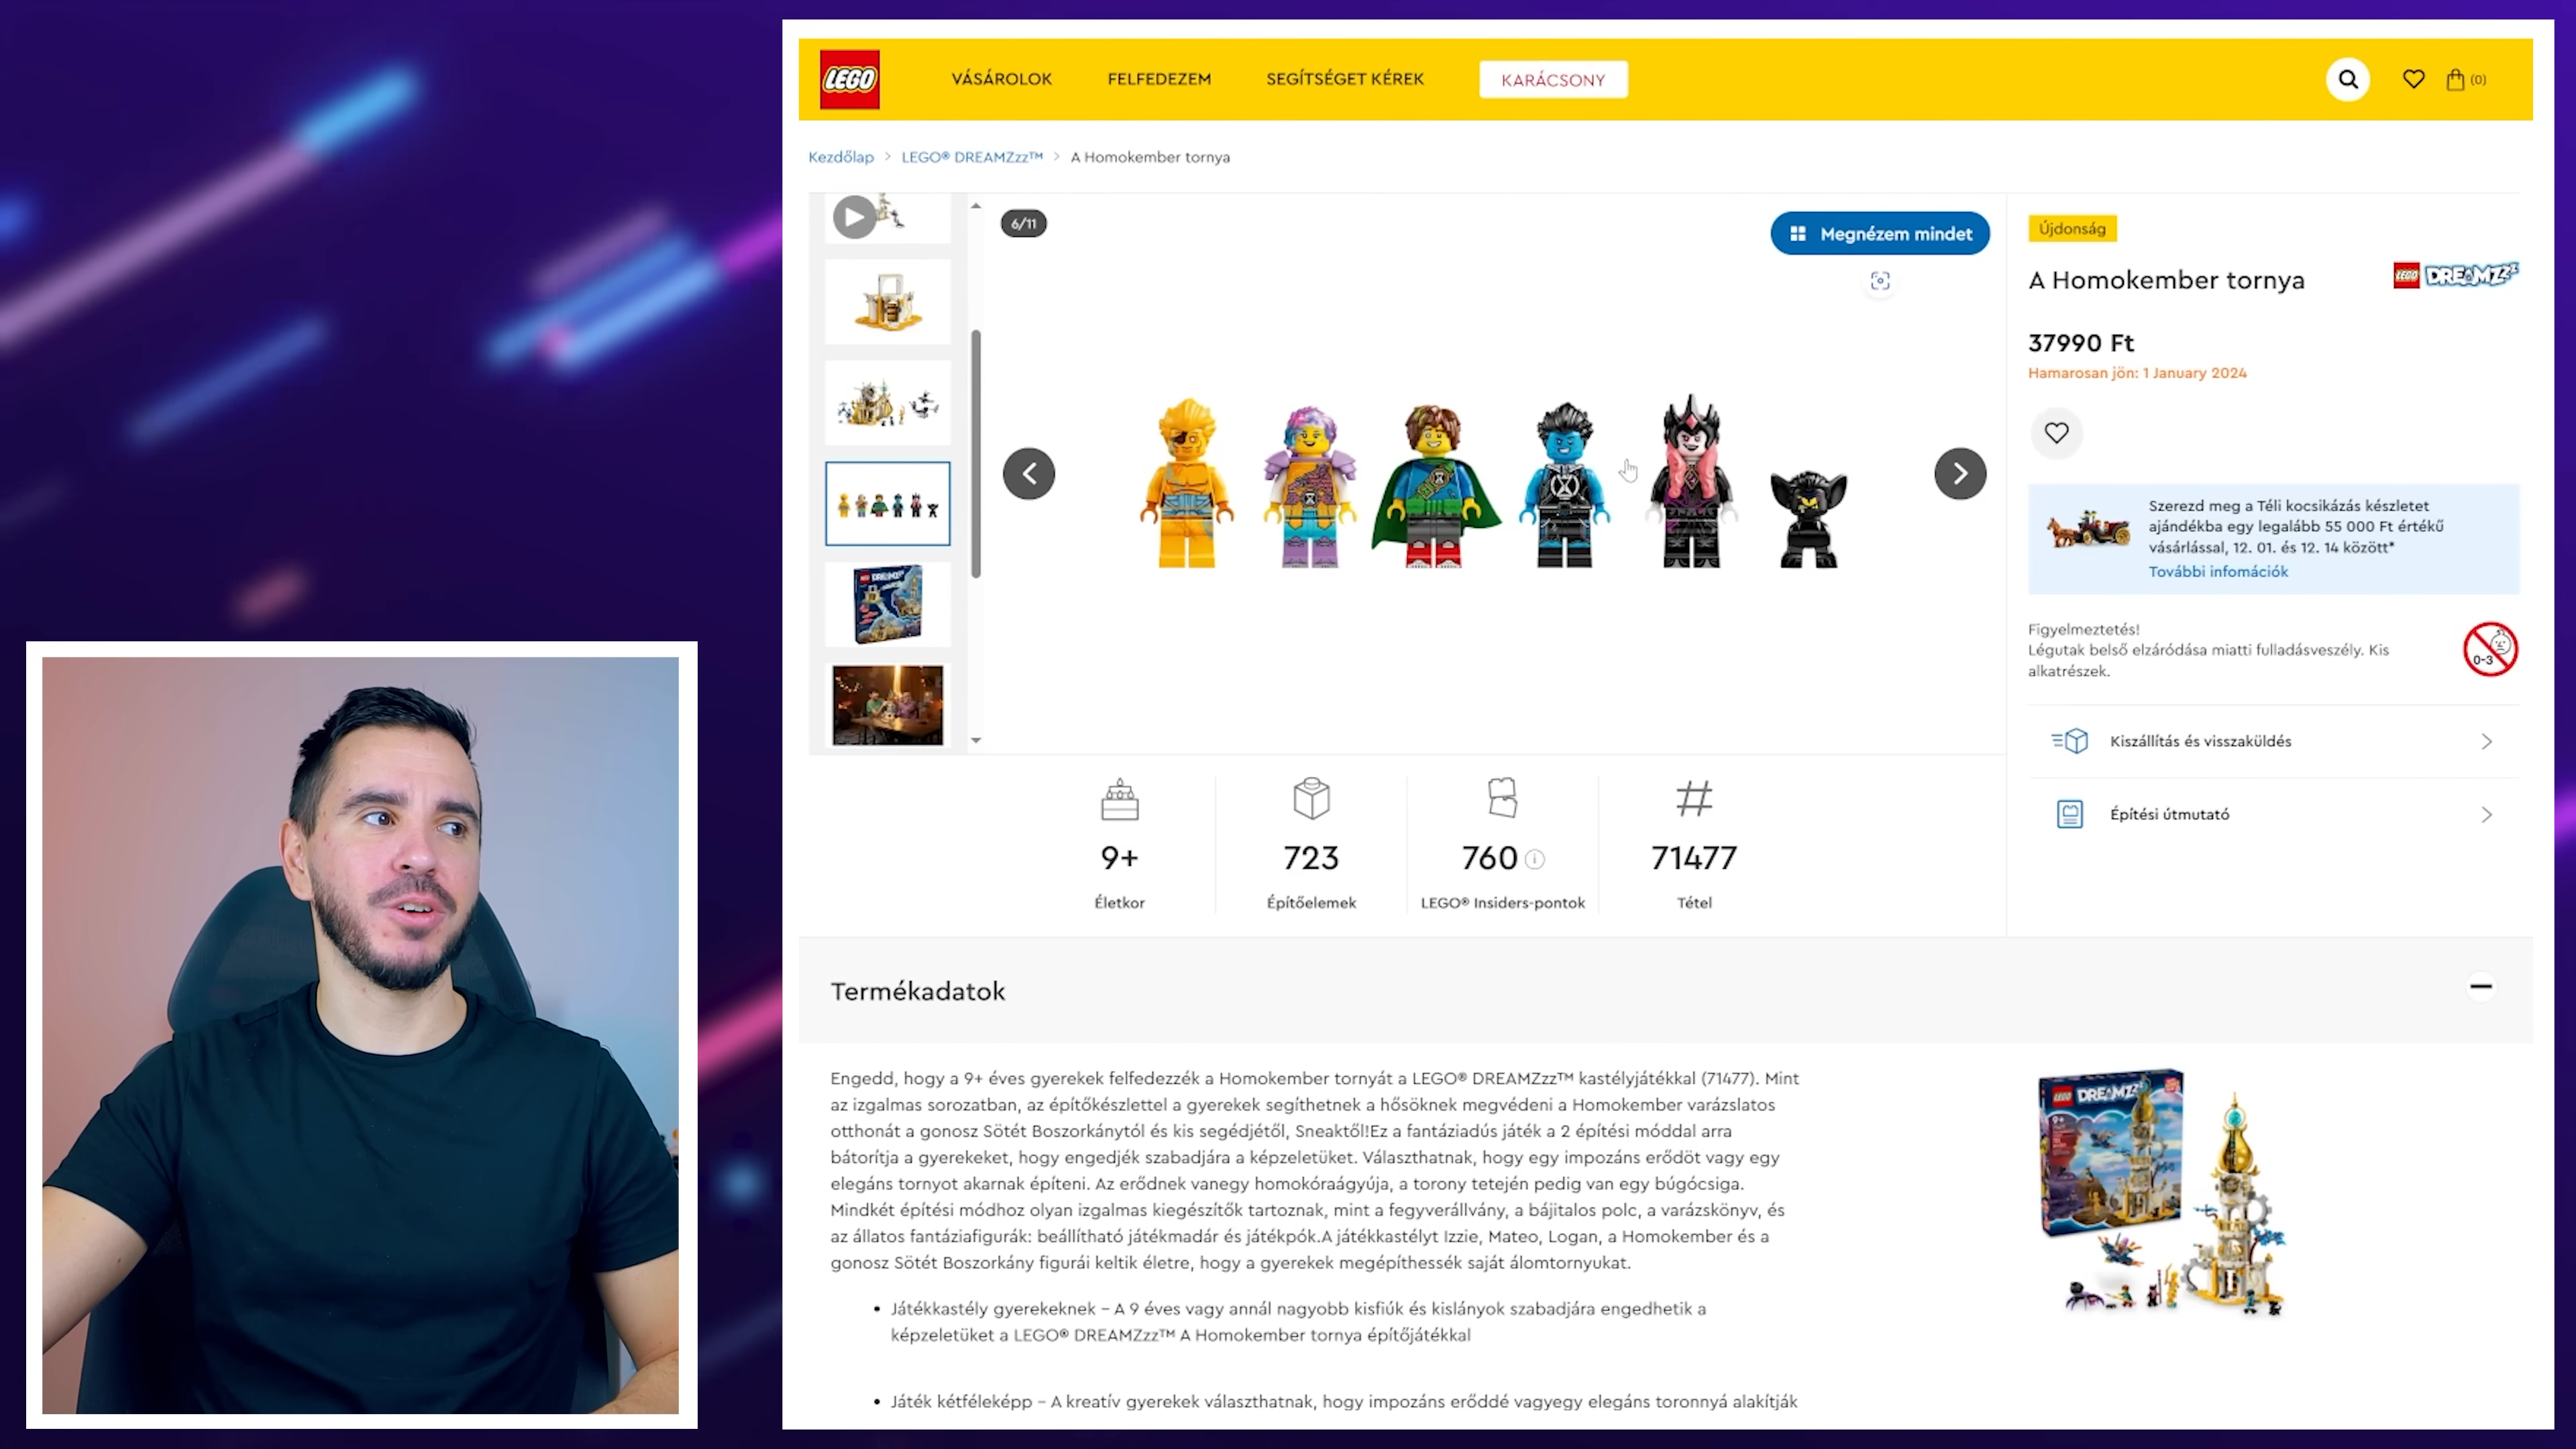 LEGO
VÁSÁROLOK
FELFEDEZEM
SEGÍTSÉGET KÉREK
KARÁCSONY
(0)
Kezdőlap > LEGO® DREAMZzz™ > A Homokember tornya
6/11
Megnézem mindet
Újdonság
A Homokember tornya
LEGO DREAMZzz
37990 Ft
Hamarosan jön: 1 January 2024
Szerezd meg a Téli kocsikázás készletet
ajándékba egy legalább 55 000 Ft értékű
vásárlással, 12. 01. és 12. 14 között*
További infomációk
Figyelmeztetés!
Légutak belső elzáródása miatti fulladásveszély. Kis
alkatrészek.
0-3
Kiszállítás és visszaküldés
Építési útmutató
9+
Életkor
723
Építőelemek
760
LEGO® Insiders-pontok
71477
Tétel
Termékadatok
Engedd, hogy a 9+ éves gyerekek felfedezzék a Homokember tornyát a LEGO® DREAMZzz™ kastélyjátékkal (71477). Mint
az izgalmas sorozatban, az építőkészlettel a gyerekek segíthetnek a hősöknek megvédeni a Homokember varázslatos
otthonát a gonosz Sötét Boszorkánytól és kis segédjétől, Sneaktől!Ez a fantáziadús játék a 2 építési móddal arra
bátorítja a gyerekeket, hogy engedjék szabadjára a képzeletüket. Választhatnak, hogy egy impozáns erődöt vagy egy
elegáns tornyot akarnak építeni. Az erődnek vanegy homokóraágyúja, a torony tetején pedig van egy búgócsiga.
Mindkét építési módhoz olyan izgalmas kiegészítők tartoznak, mint a fegyverállvány, a bájitalos polc, a varázskönyv, és
az állatos fantáziafigurák: beállítható játékmadár és játékpók.A játékkastélyt Izzie, Mateo, Logan, a Homokember és a
gonosz Sötét Boszorkány figurái keltik életre, hogy a gyerekek megépíthessék saját álomtornyukat.
• Játékkastély gyerekeknek – A 9 éves vagy annál nagyobb kisfiúk és kislányok szabadjára engedhetik a
képzeletüket a LEGO® DREAMZzz™ A Homokember tornya építőjátékkal
• Játék kétféleképp – A kreatív gyerekek választhatnak, hogy impozáns erőddé vagyegy elegáns toronnyá alakítják
LEGO DREAMZzz
9+
DREAMZzz